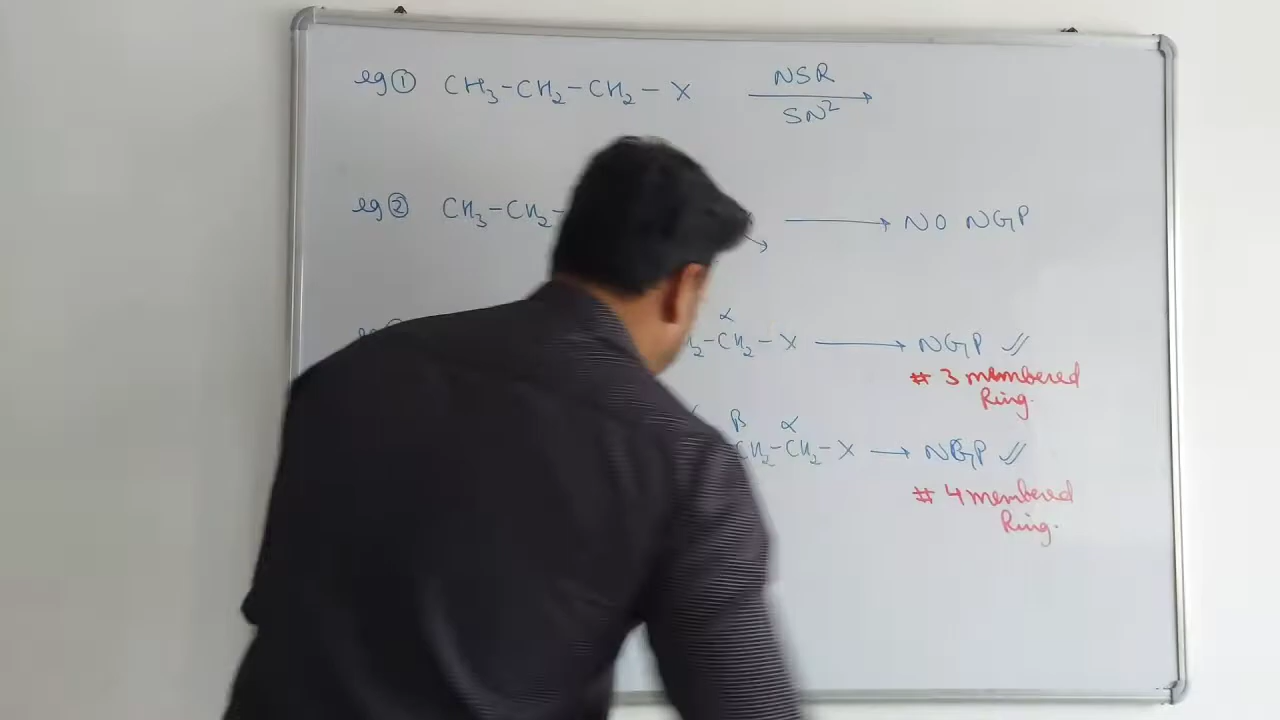 eg ① CH₃-CH₂-CH₂-X NSR
SN²
eg ② CH₃-CH₂- → NO NGP
α
-CH₂-X → NGP ✓
# 3 membered
Ring.
β α
CH₂-CH₂-X → NGP ✓
# 4 membered
Ring.